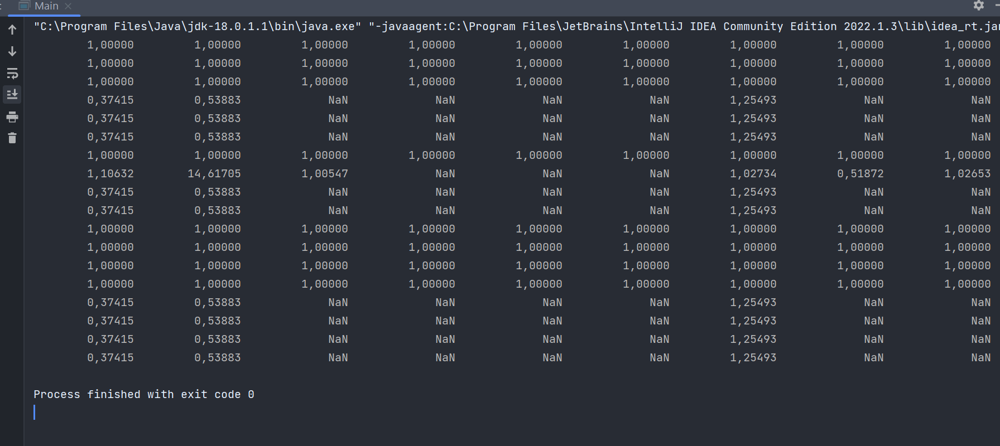 Main
"C:\Program Files\Java\jdk-18.0.1.1\bin\java.exe" "-javaagent:C:\Program Files\JetBrains\IntelliJ IDEA Community Edition 2022.1.3\lib\idea_rt.jar
1,00000 1,00000 1,00000 1,00000 1,00000 1,00000 1,00000 1,00000 1,00000
1,00000 1,00000 1,00000 1,00000 1,00000 1,00000 1,00000 1,00000 1,00000
1,00000 1,00000 1,00000 1,00000 1,00000 1,00000 1,00000 1,00000 1,00000
0,37415 0,53883 NaN NaN NaN NaN 1,25493 NaN NaN
0,37415 0,53883 NaN NaN NaN NaN 1,25493 NaN NaN
0,37415 0,53883 NaN NaN NaN NaN 1,25493 NaN NaN
1,00000 1,00000 1,00000 1,00000 1,00000 1,00000 1,00000 1,00000 1,00000
1,10632 14,61705 1,00547 NaN NaN NaN 1,02734 0,51872 1,02653
0,37415 0,53883 NaN NaN NaN NaN 1,25493 NaN NaN
0,37415 0,53883 NaN NaN NaN NaN 1,25493 NaN NaN
1,00000 1,00000 1,00000 1,00000 1,00000 1,00000 1,00000 1,00000 1,00000
1,00000 1,00000 1,00000 1,00000 1,00000 1,00000 1,00000 1,00000 1,00000
1,00000 1,00000 1,00000 1,00000 1,00000 1,00000 1,00000 1,00000 1,00000
1,00000 1,00000 1,00000 1,00000 1,00000 1,00000 1,00000 1,00000 1,00000
0,37415 0,53883 NaN NaN NaN NaN 1,25493 NaN NaN
0,37415 0,53883 NaN NaN NaN NaN 1,25493 NaN NaN
0,37415 0,53883 NaN NaN NaN NaN 1,25493 NaN NaN
0,37415 0,53883 NaN NaN NaN NaN 1,25493 NaN NaN
Process finished with exit code 0